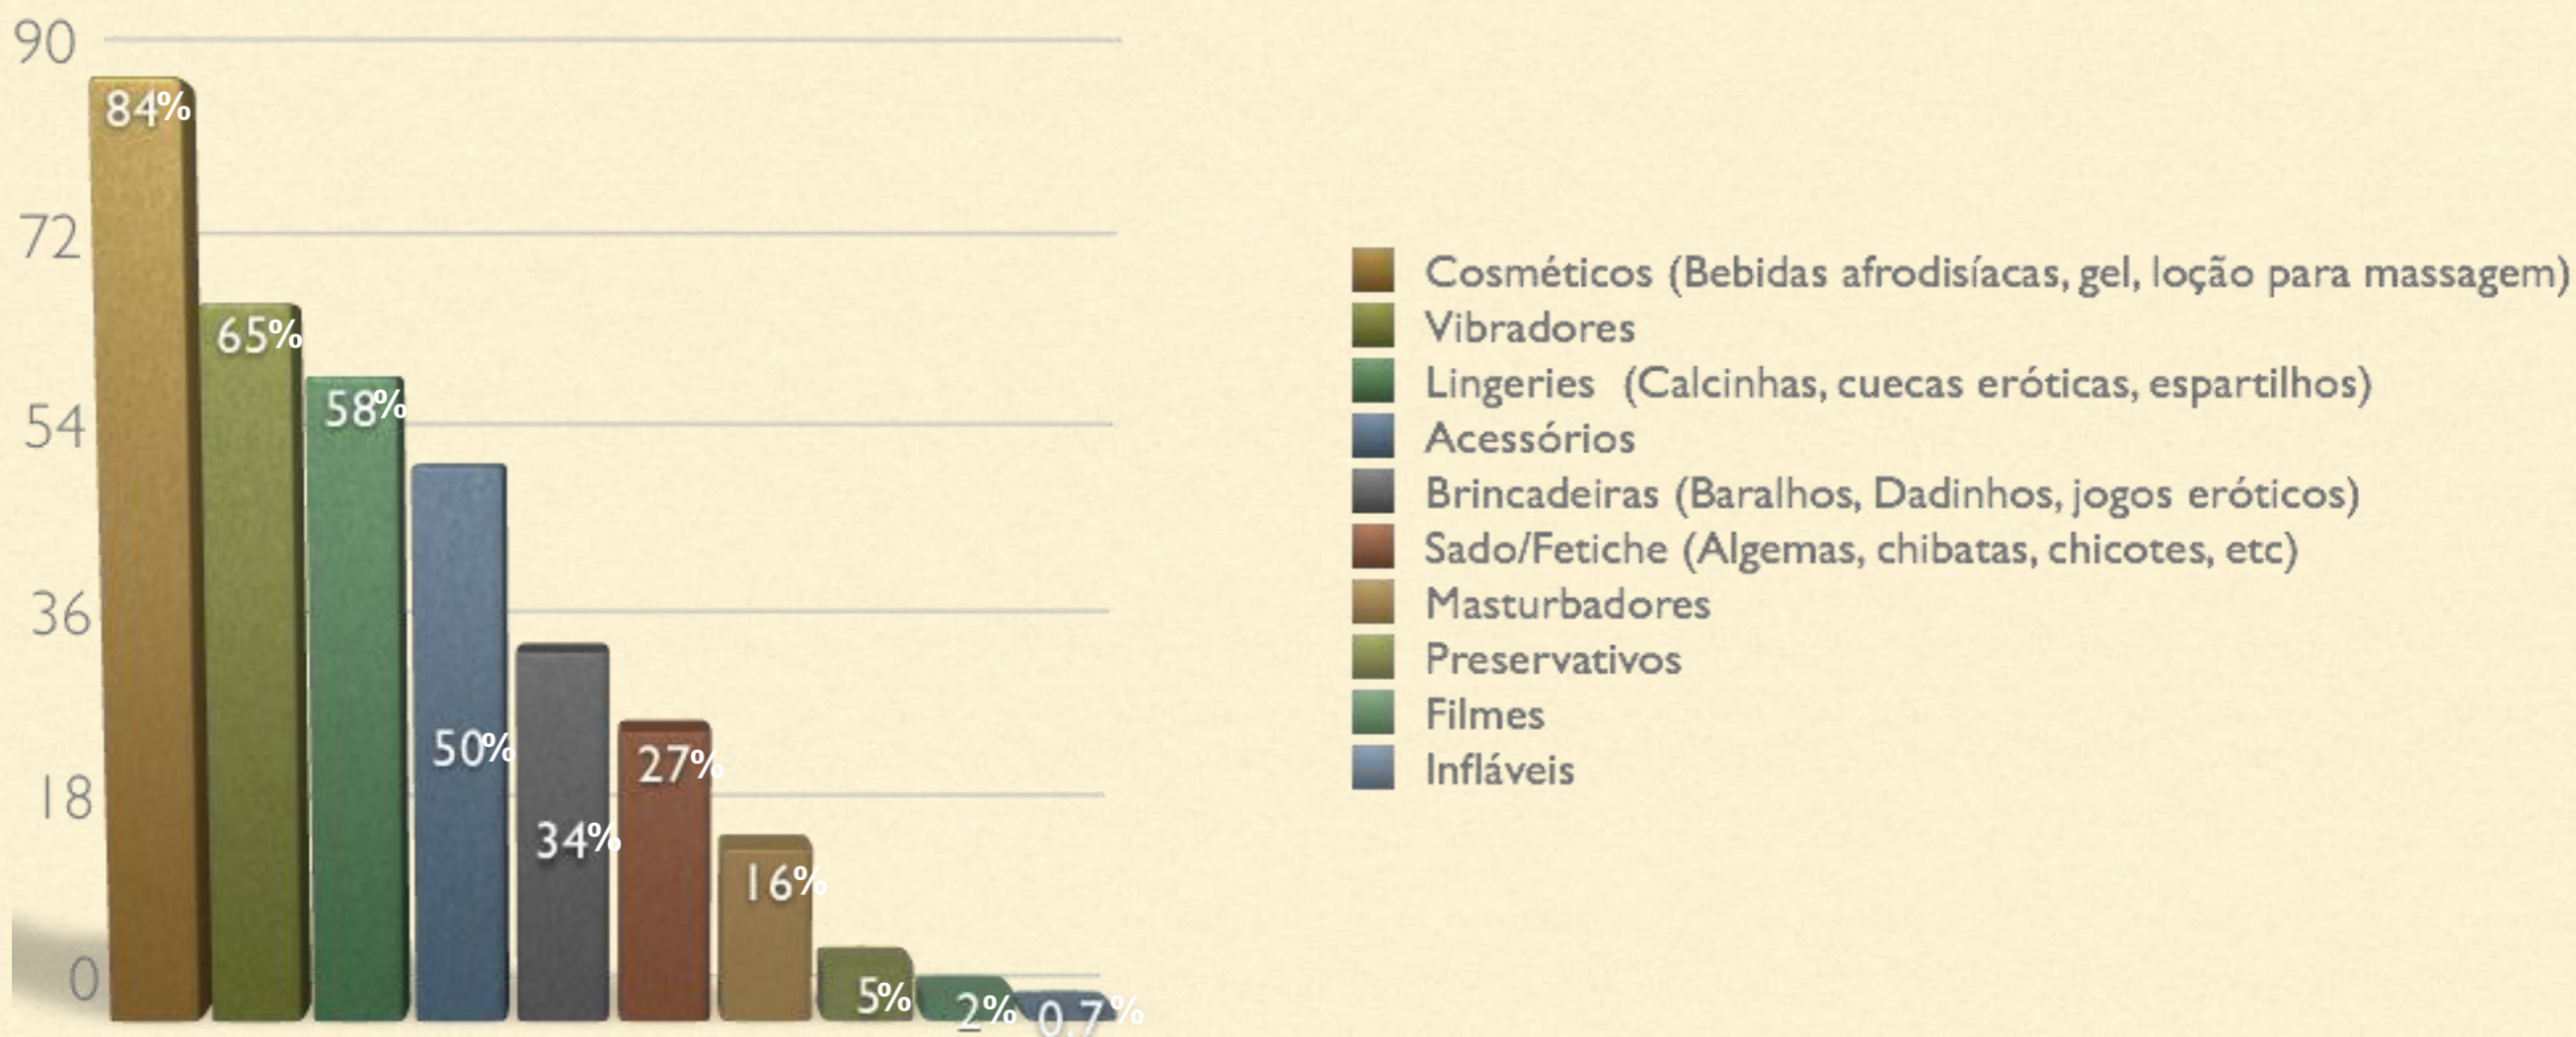 90
72
54
36
18
0
84%
65%
58%
50%
34%
27%
16%
5%
2%
0,7%
Cosméticos (Bebidas afrodisíacas, gel, loção para massagem)
Vibradores
Lingeries (Calcinhas, cuecas eróticas, espartilhos)
Acessórios
Brincadeiras (Baralhos, Dadinhos, jogos eróticos)
Sado/Fetiche (Algemas, chibatas, chicotes, etc)
Masturbadores
Preservativos
Filmes
Infláveis